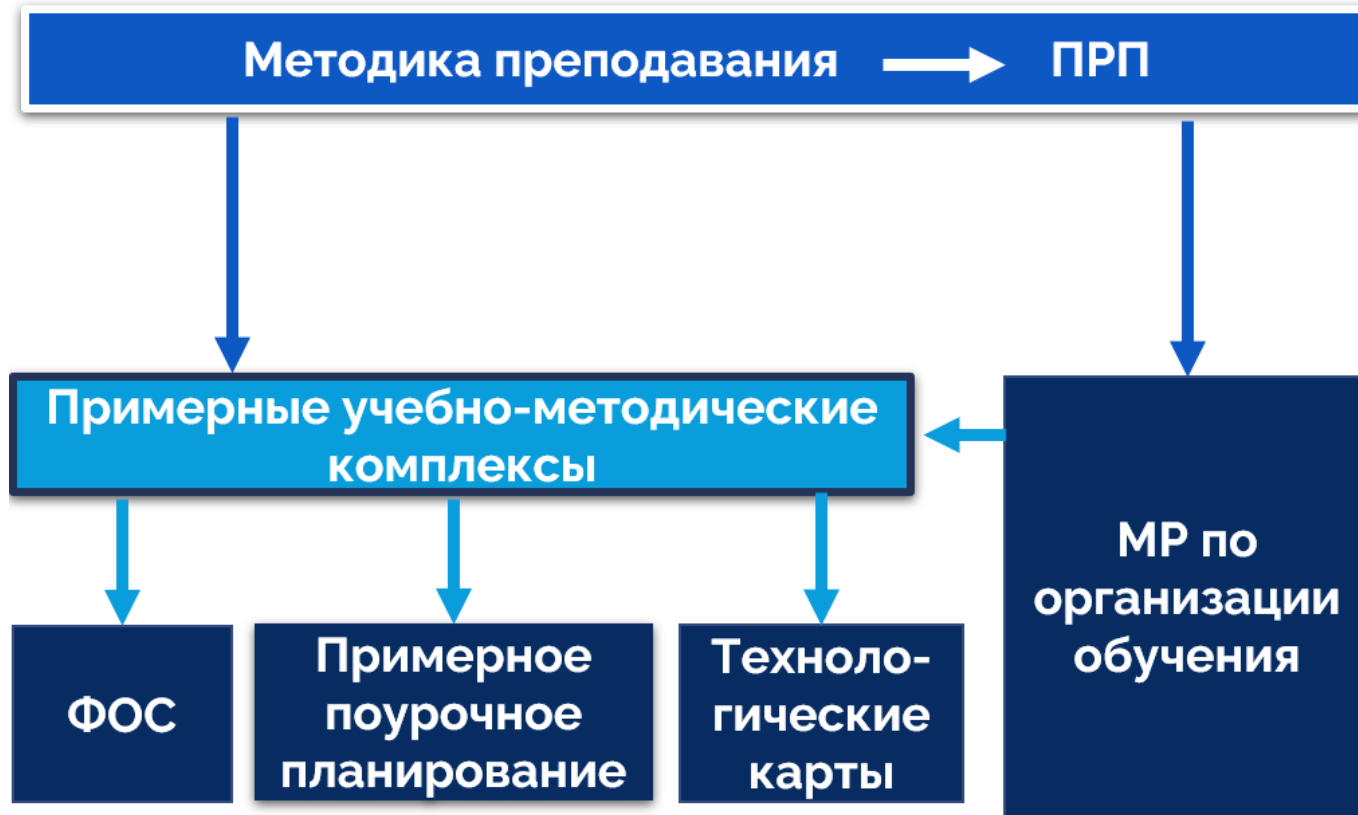 Методика преподавания ПРП
Примерные учебно-методические
комплексы
МР по
организации
обучения
ФОС
Примерное
поурочное
планирование
Техноло-
гические
карты